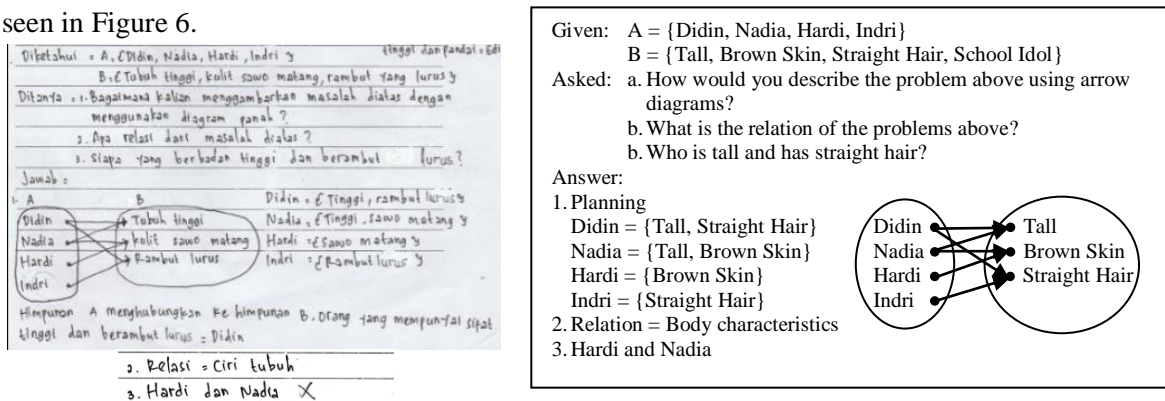 seen in Figure 6.
tinggi dan pandai = Edi
Diketahui = A. {Didin, Nadia, Hardi, Indri}
B. {Tubuh tinggi, kulit sawo matang, rambut yang lurus}
Ditanya = 1. Bagaimana kalian menggambarkan masalah diatas dengan
menggunakan diagram panah ?
2. Apa relasi dari masalah diatas ?
3. Siapa yang berbadan tinggi dan berambut lurus ?
Jawab =
1. A B
Didin
Nadia
Hardi
Indri
Tubuh tinggi
kulit sawo matang
Rambut lurus
Didin = {Tinggi, rambut lurus}
Nadia = {Tinggi, sawo matang}
Hardi = {sawo matang}
Indri = {Rambut lurus}
Himpunan A menghubungkan ke himpunan B. Orang yang mempunyai sifat
tinggi dan berambut lurus = Didin
2. Relasi = Ciri tubuh
3. Hardi dan Nadia X
Given: A = {Didin, Nadia, Hardi, Indri}
B = {Tall, Brown Skin, Straight Hair, School Idol}
Asked: a. How would you describe the problem above using arrow
diagrams?
b. What is the relation of the problems above?
b. Who is tall and has straight hair?
Answer:
1. Planning
Didin = {Tall, Straight Hair}
Nadia = {Tall, Brown Skin}
Hardi = {Brown Skin}
Indri = {Straight Hair}
2. Relation = Body characteristics
3. Hardi and Nadia
Didin
Nadia
Hardi
Indri
Tall
Brown Skin
Straight Hair